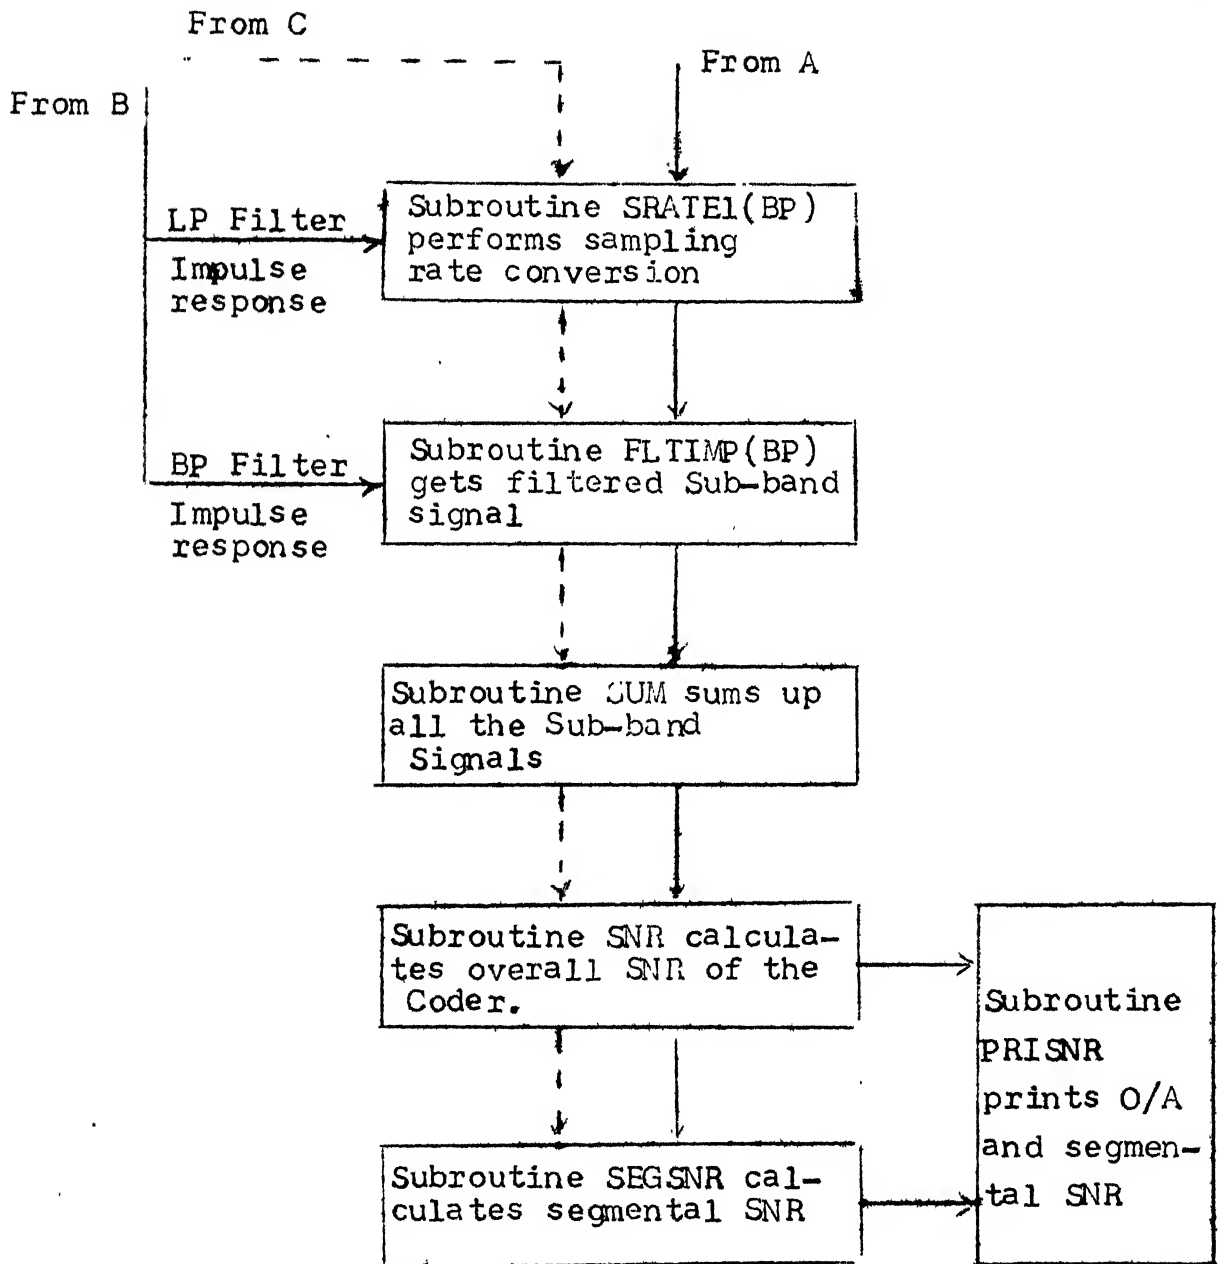 From C
From A
From B
LP Filter
Impulse
response
Subroutine SRATE1(BP)
performs sampling
rate conversion
BP Filter
Impulse
response
Subroutine FLTIMP(BP)
gets filtered Sub-band
signal
Subroutine SUM sums up
all the Sub-band
Signals
Subroutine SNR calcula-
tes overall SNR of the
Coder.
Subroutine
PRISNR
prints O/A
and segmen-
tal SNR
Subroutine SEGSNR cal-
culates segmental SNR